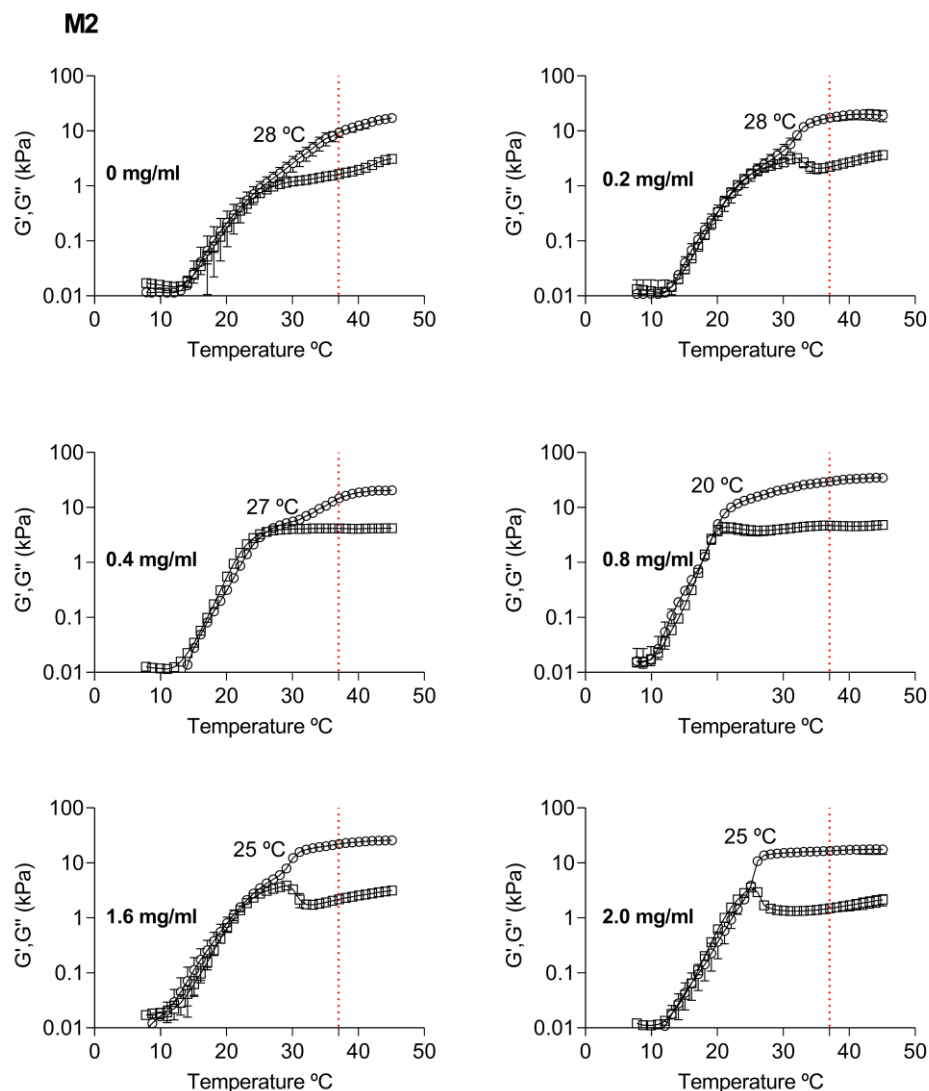 M2
100
10
1
0.1
0.01
G',G'' (kPa)
0 mg/ml
28 ºC
0 10 20 30 40 50
Temperature ºC
100
10
1
0.1
0.01
G',G'' (kPa)
0.2 mg/ml
28 ºC
0 10 20 30 40 50
Temperature ºC
100
10
1
0.1
0.01
G',G'' (kPa)
0.4 mg/ml
27 ºC
0 10 20 30 40 50
Temperature ºC
100
10
1
0.1
0.01
G',G'' (kPa)
0.8 mg/ml
20 ºC
0 10 20 30 40 50
Temperature ºC
100
10
1
0.1
0.01
G',G'' (kPa)
1.6 mg/ml
25 ºC
0 10 20 30 40 50
Temperature ºC
100
10
1
0.1
0.01
G',G'' (kPa)
2.0 mg/ml
25 ºC
0 10 20 30 40 50
Temperature ºC